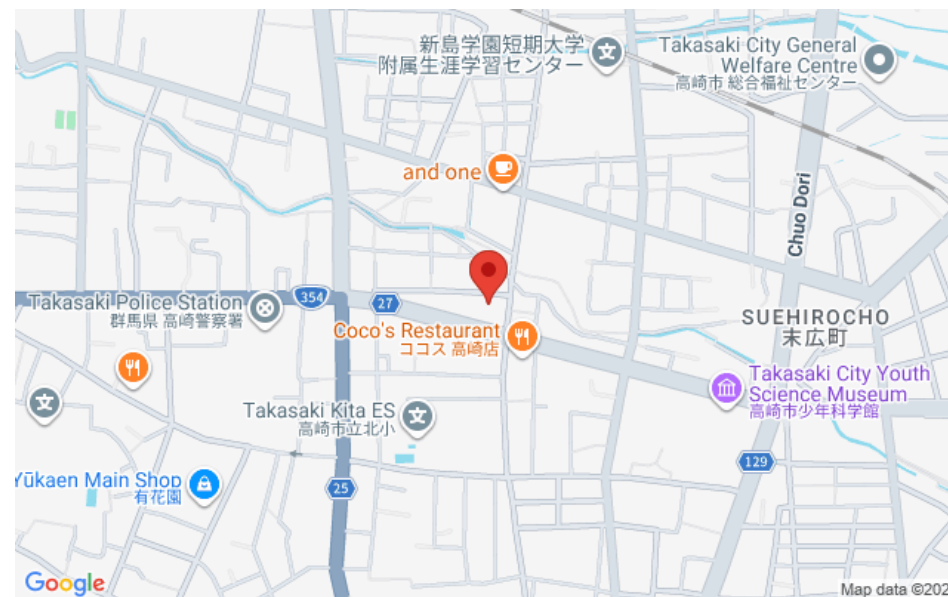 新島学園短期大学
附属生涯学習センター
Takasaki City General
Welfare Centre
高崎市 総合福祉センター
and one
Chuo Dori
354
27
Takasaki Police Station
群馬県 高崎警察署
Coco's Restaurant
ココス 高崎店
SUEHIROCHO
末広町
Takasaki City Youth
Science Museum
高崎市少年科学館
Takasaki Kita ES
高崎市立北小
129
Yūkaen Main Shop
有花園
25
Google
Map data ©202